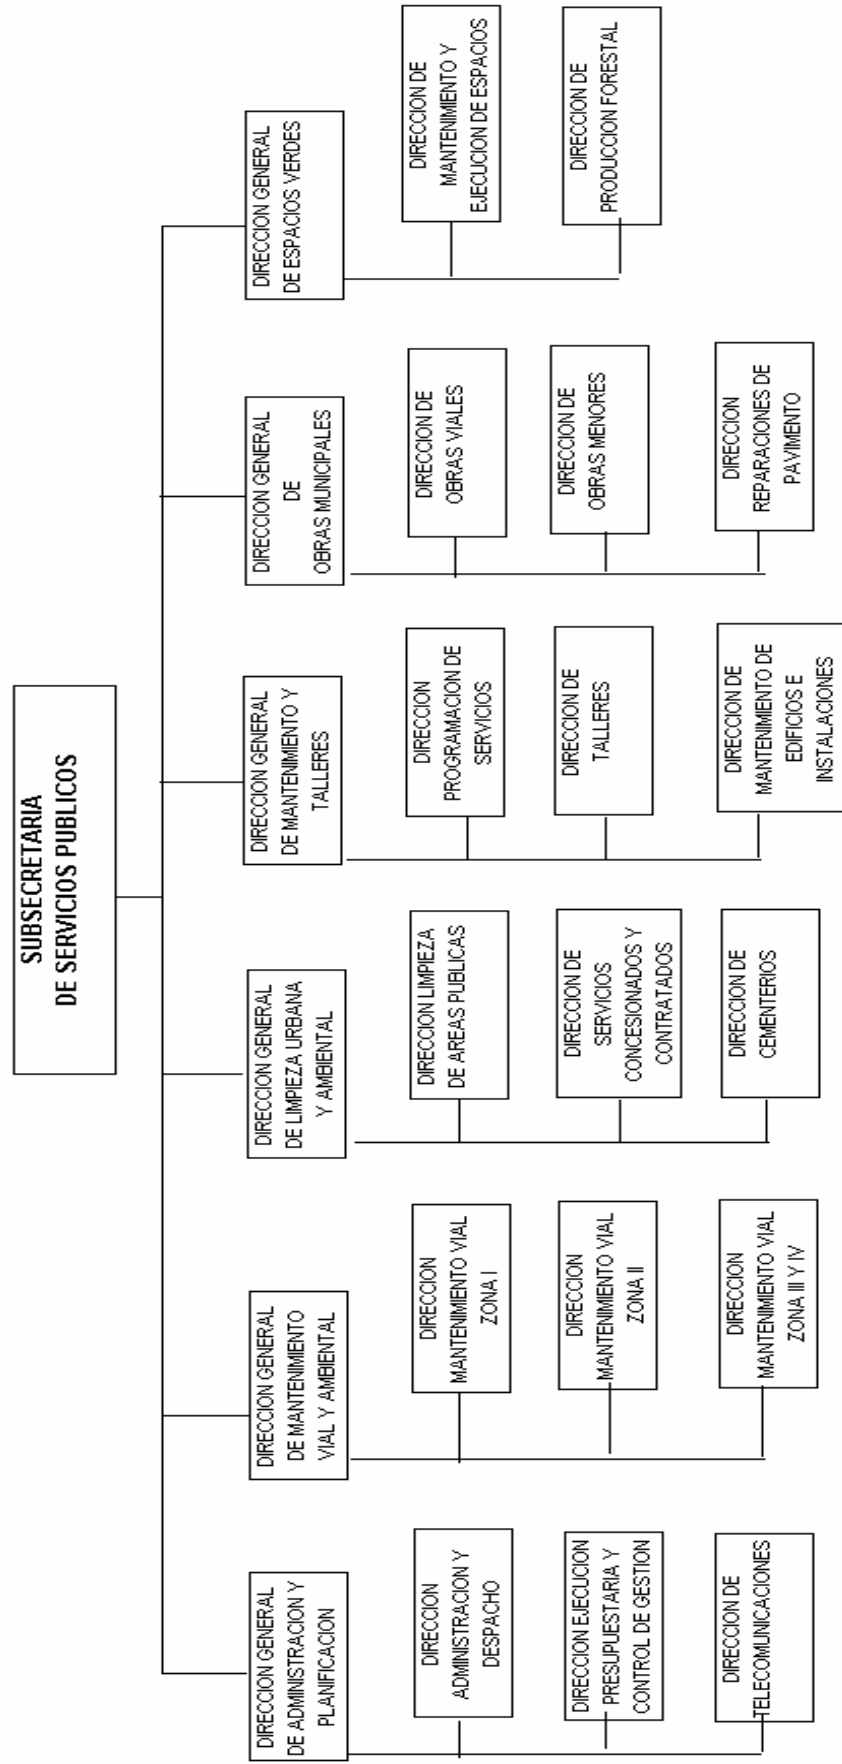 SUBSECRETARIA
DE SERVICIOS PUBLICOS
DIRECCION GENERAL
DE ADMINISTRACION Y
PLANIFICACION
DIRECCION
ADMINISTRACION Y
DESPACHO
DIRECCION EJECUCION
PRESUPUESTARIA Y
CONTROL DE GESTION
DIRECCION DE
TELECOMUNICACIONES
DIRECCION GENERAL
DE MANTENIMIENTO
VIAL Y AMBIENTAL
DIRECCION
MANTENIMIENTO VIAL
ZONA I
DIRECCION
MANTENIMIENTO VIAL
ZONA II
DIRECCION
MANTENIMIENTO VIAL
ZONA III Y IV
DIRECCION GENERAL
DE LIMPIEZA URBANA
Y AMBIENTAL
DIRECCION LIMPIEZA
DE AREAS PUBLICAS
DIRECCION DE
SERVICIOS
CONCESIONADOS Y
CONTRATADOS
DIRECCION DE
CEMENTERIOS
DIRECCION GENERAL
DE MANTENIMIENTO Y
TALLERES
DIRECCION
PROGRAMACION DE
SERVICIOS
DIRECCION DE
TALLERES
DIRECCION DE
MANTENIMIENTO DE
EDIFICIOS E
INSTALACIONES
DIRECCION GENERAL
DE
OBRAS MUNICIPALES
DIRECCION DE
OBRAS VIALES
DIRECCION DE
OBRAS MENORES
DIRECCION
REPARACIONES DE
PAVIMENTO
DIRECCION GENERAL
DE ESPACIOS VERDES
DIRECCION DE
MANTENIMIENTO Y
EJECUCION DE ESPACIOS
DIRECCION DE
PRODUCCION FORESTAL